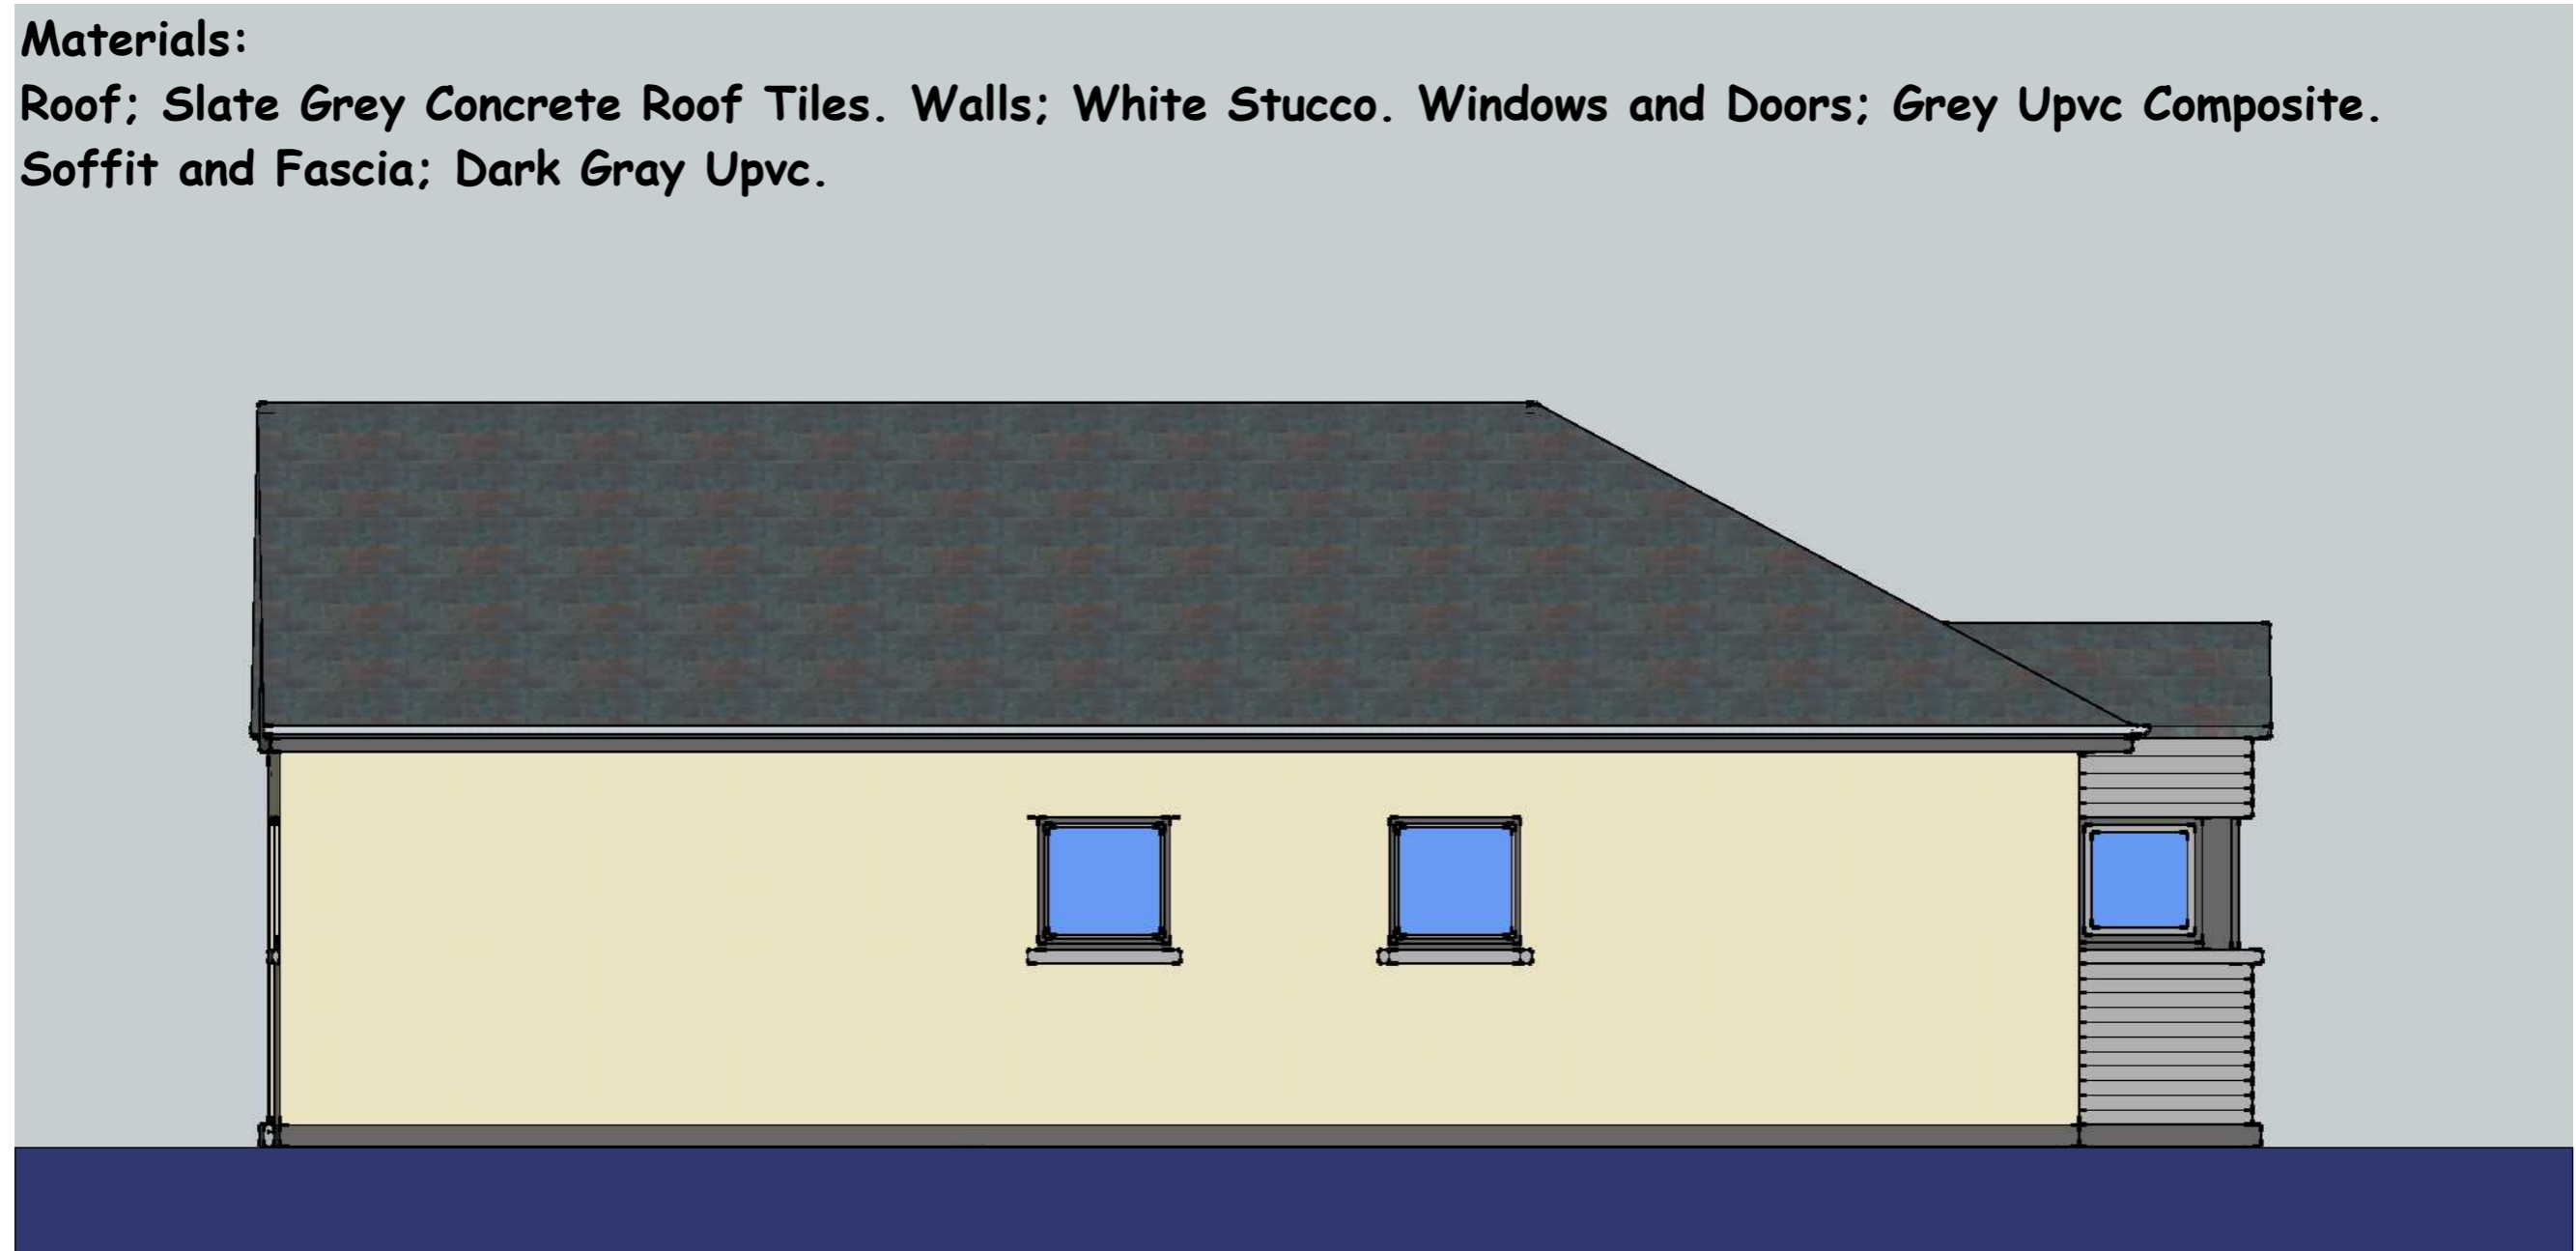 Materials:
Roof; Slate Grey Concrete Roof Tiles. Walls; White Stucco. Windows and Doors; Grey Upvc Composite.
Soffit and Fascia; Dark Gray Upvc.